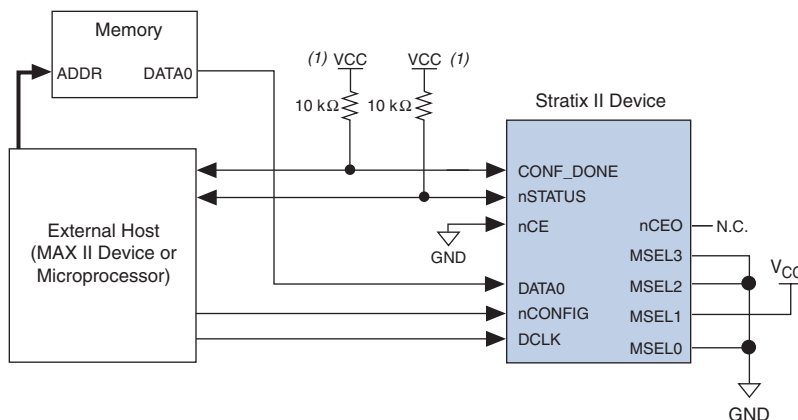 Memory
ADDR DATA0
(1) VCC VCC (1)
10 kΩ 10 kΩ
Stratix II Device
External Host
(MAX II Device or
Microprocessor)
CONF_DONE
nSTATUS
nCE
GND
DATA0
nCONFIG
DCLK
nCEO N.C.
MSEL3
MSEL2
MSEL1
MSEL0
VCC
GND